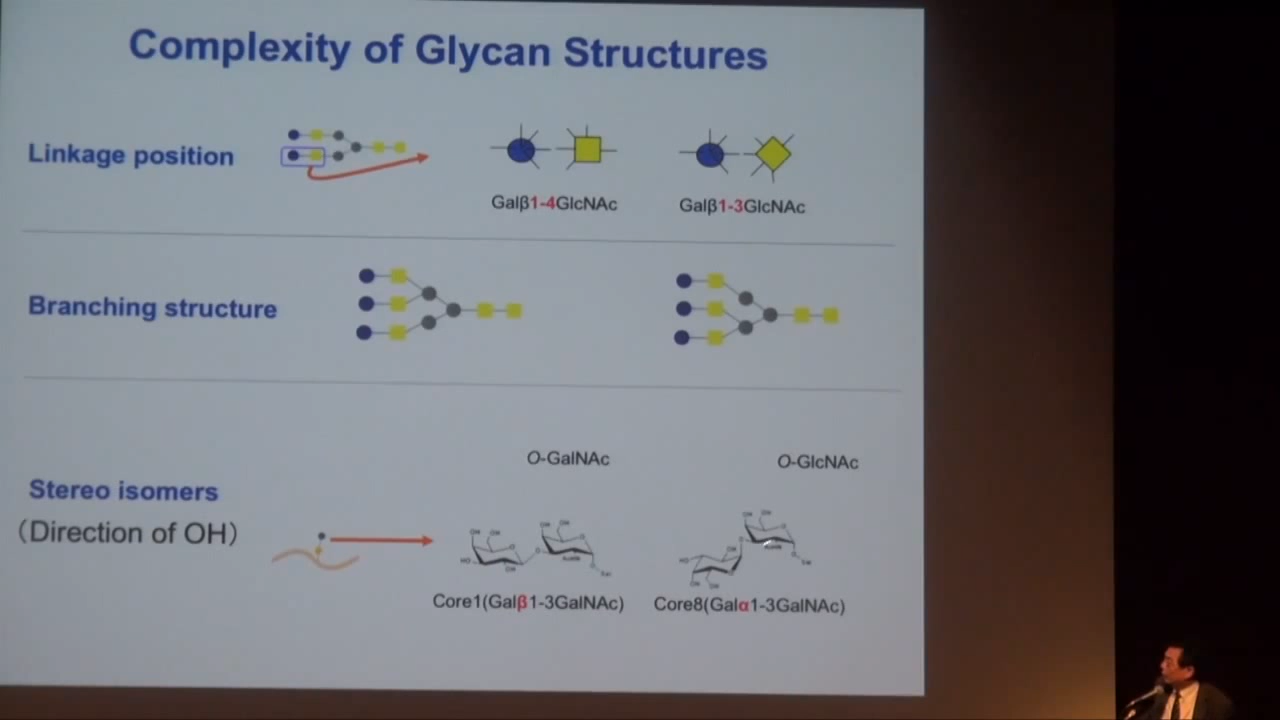 Complexity of Glycan Structures
Linkage position
Galβ1-4GlcNAc
Galβ1-3GlcNAc
Branching structure
O-GalNAc
O-GlcNAc
Stereo isomers
(Direction of OH)
Core1(Galβ1-3GalNAc)
Core8(Galα1-3GalNAc)